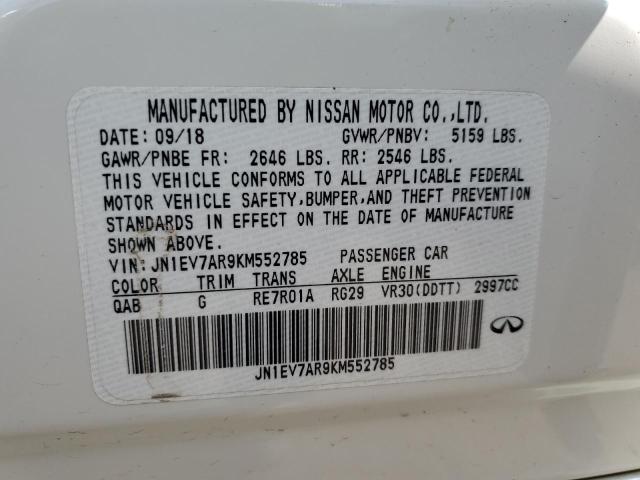 MANUFACTURED BY NISSAN MOTOR CO.,LTD.
DATE: 09/18 GVWR/PNBV: 5159 LBS.
GAWR/PNBE FR: 2646 LBS. RR: 2546 LBS.
THIS VEHICLE CONFORMS TO ALL APPLICABLE FEDERAL
MOTOR VEHICLE SAFETY,BUMPER,AND THEFT PREVENTION
STANDARDS IN EFFECT ON THE DATE OF MANUFACTURE
SHOWN ABOVE.
VIN: JN1EV7AR9KM552785 PASSENGER CAR
COLOR TRIM TRANS AXLE ENGINE
QAB G RE7R01A RG29 VR30(DDTT) 2997CC
JN1EV7AR9KM552785